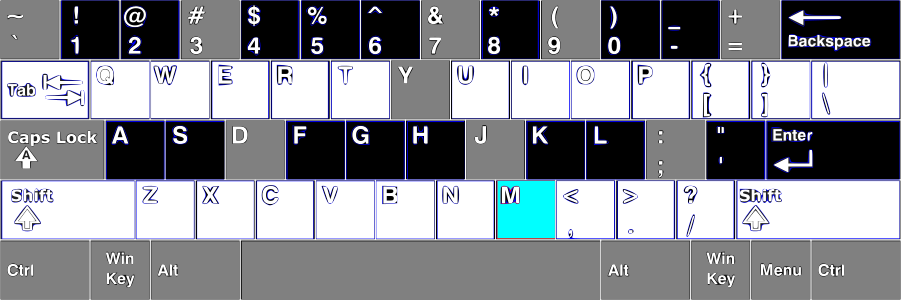 ~ ! @ # $ % ^ & * ( ) _ +
` 1 2 3 4 5 6 7 8 9 0 - = Backspace
Tab Q W E R T Y U I O P { } |
[ ] \
Caps Lock A S D F G H J K L : " Enter
A ; '
Shift Z X C V B N M < > ? Shift
, . /
Ctrl Win Key Alt Alt Win Key Menu Ctrl